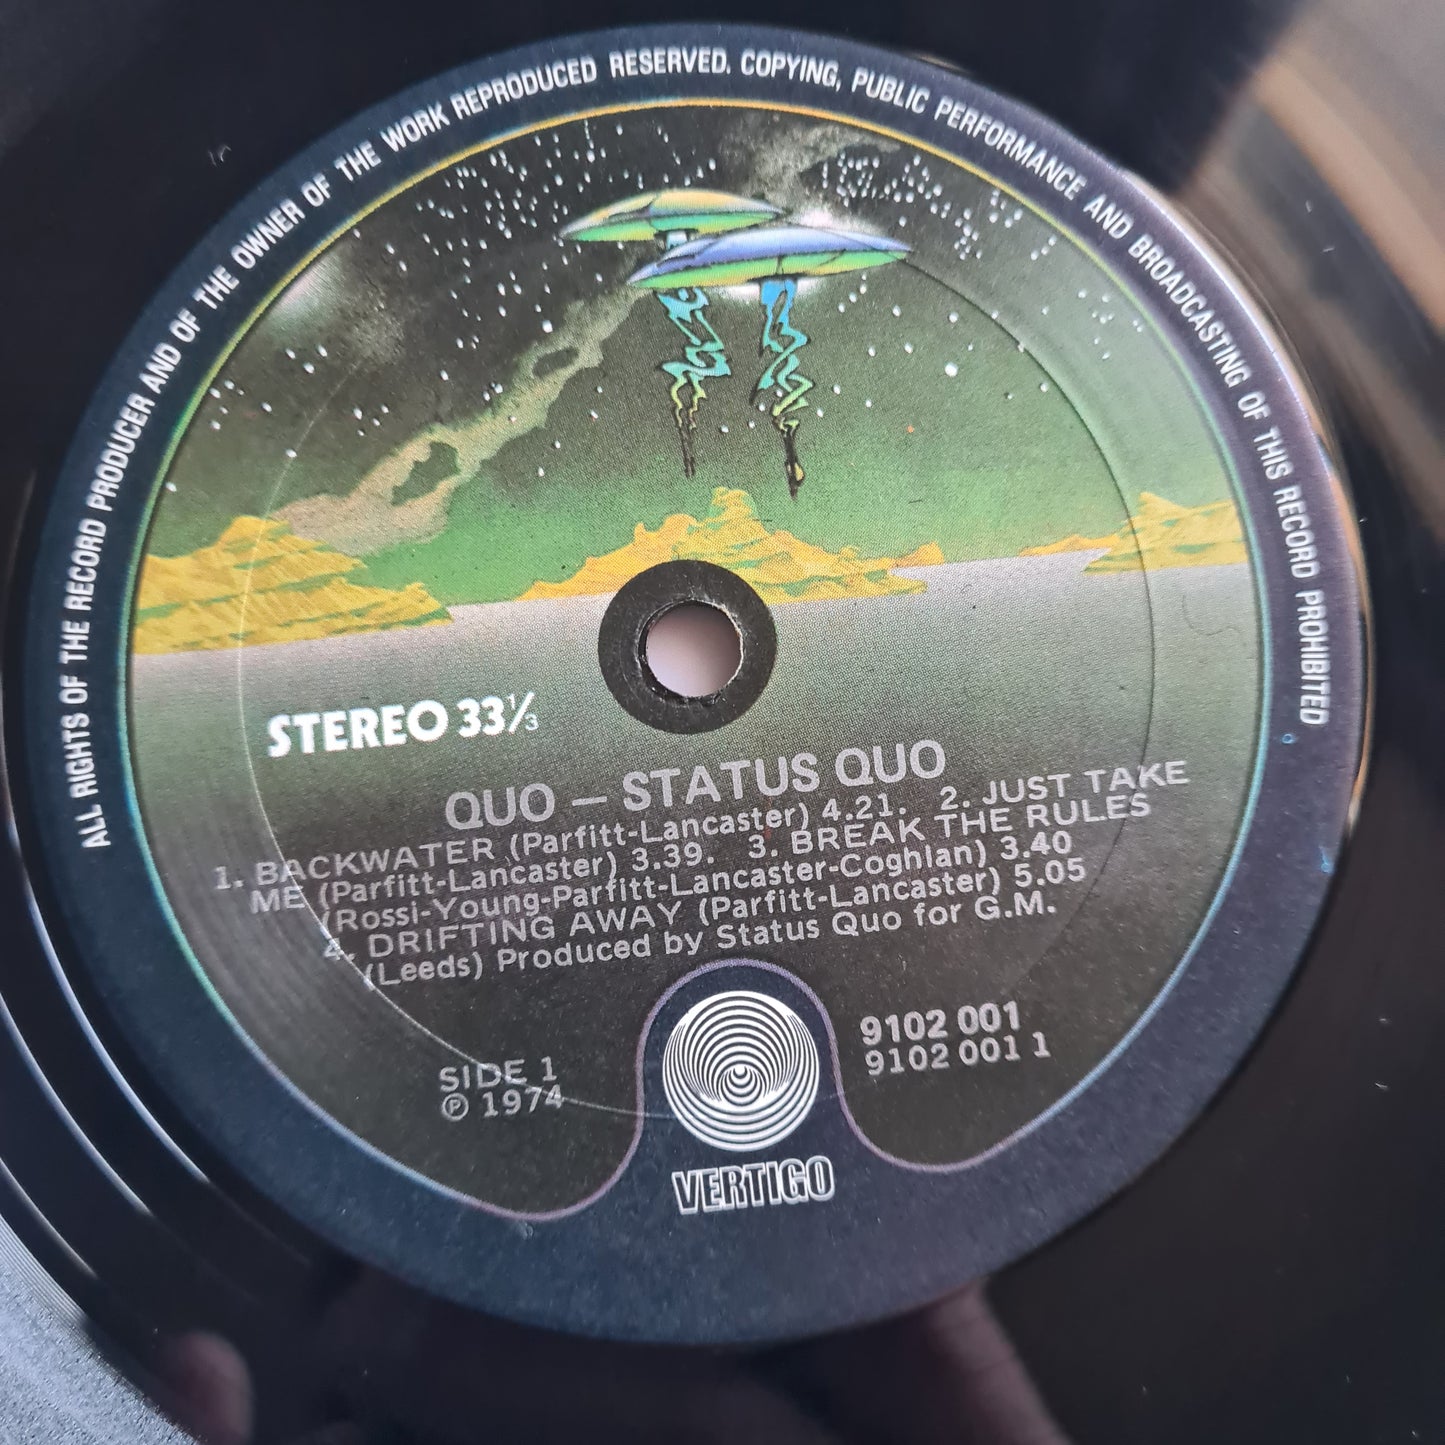 ALL RIGHTS OF THE RECORD PRODUCER AND OF THE OWNER OF THE WORK REPRODUCED RESERVED. COPYING, PUBLIC PERFORMANCE AND BROADCASTING OF THIS RECORD PROHIBITED
STEREO 33⅓
QUO – STATUS QUO
1. BACKWATER (Parfitt-Lancaster) 4.21. 2. JUST TAKE
ME (Parfitt-Lancaster) 3.39. 3. BREAK THE RULES
(Rossi-Young-Parfitt-Lancaster-Coghlan) 3.40
4. DRIFTING AWAY (Parfitt-Lancaster) 5.05
(Leeds) Produced by Status Quo for G.M.
SIDE 1
℗ 1974
9102 001
9102 001 1
VERTIGO